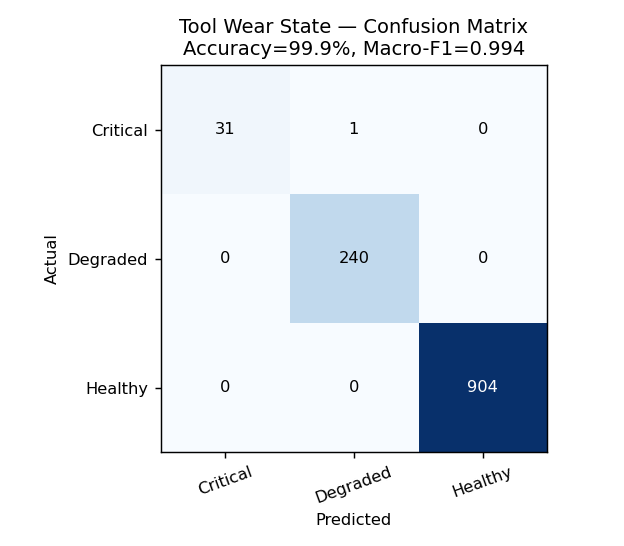 Tool Wear State — Confusion Matrix
Accuracy=99.9%, Macro-F1=0.994
Critical 31 1 0
Degraded 0 240 0
Healthy 0 0 904
Actual
Critical Degraded Healthy
Predicted